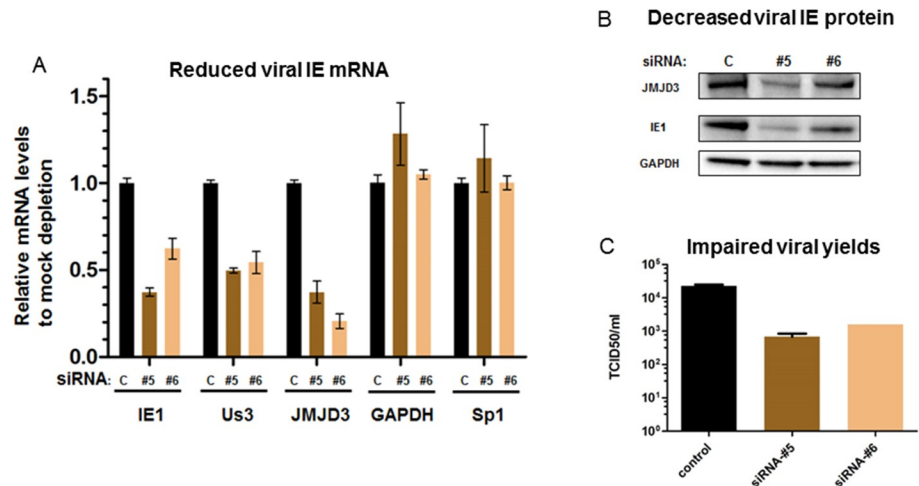 A
Reduced viral IE mRNA
Relative mRNA levels
to mock depletion
1.5
1.0
0.5
0.0
siRNA: C #5 #6 C #5 #6 C #5 #6 C #5 #6 C #5 #6
IE1 Us3 JMJD3 GAPDH Sp1
B
Decreased viral IE protein
siRNA: C #5 #6
JMJD3
IE1
GAPDH
C
Impaired viral yields
TCID50/ml
10⁵
10⁴
10³
10²
10¹
10⁰
control siRNA-#5 siRNA-#6